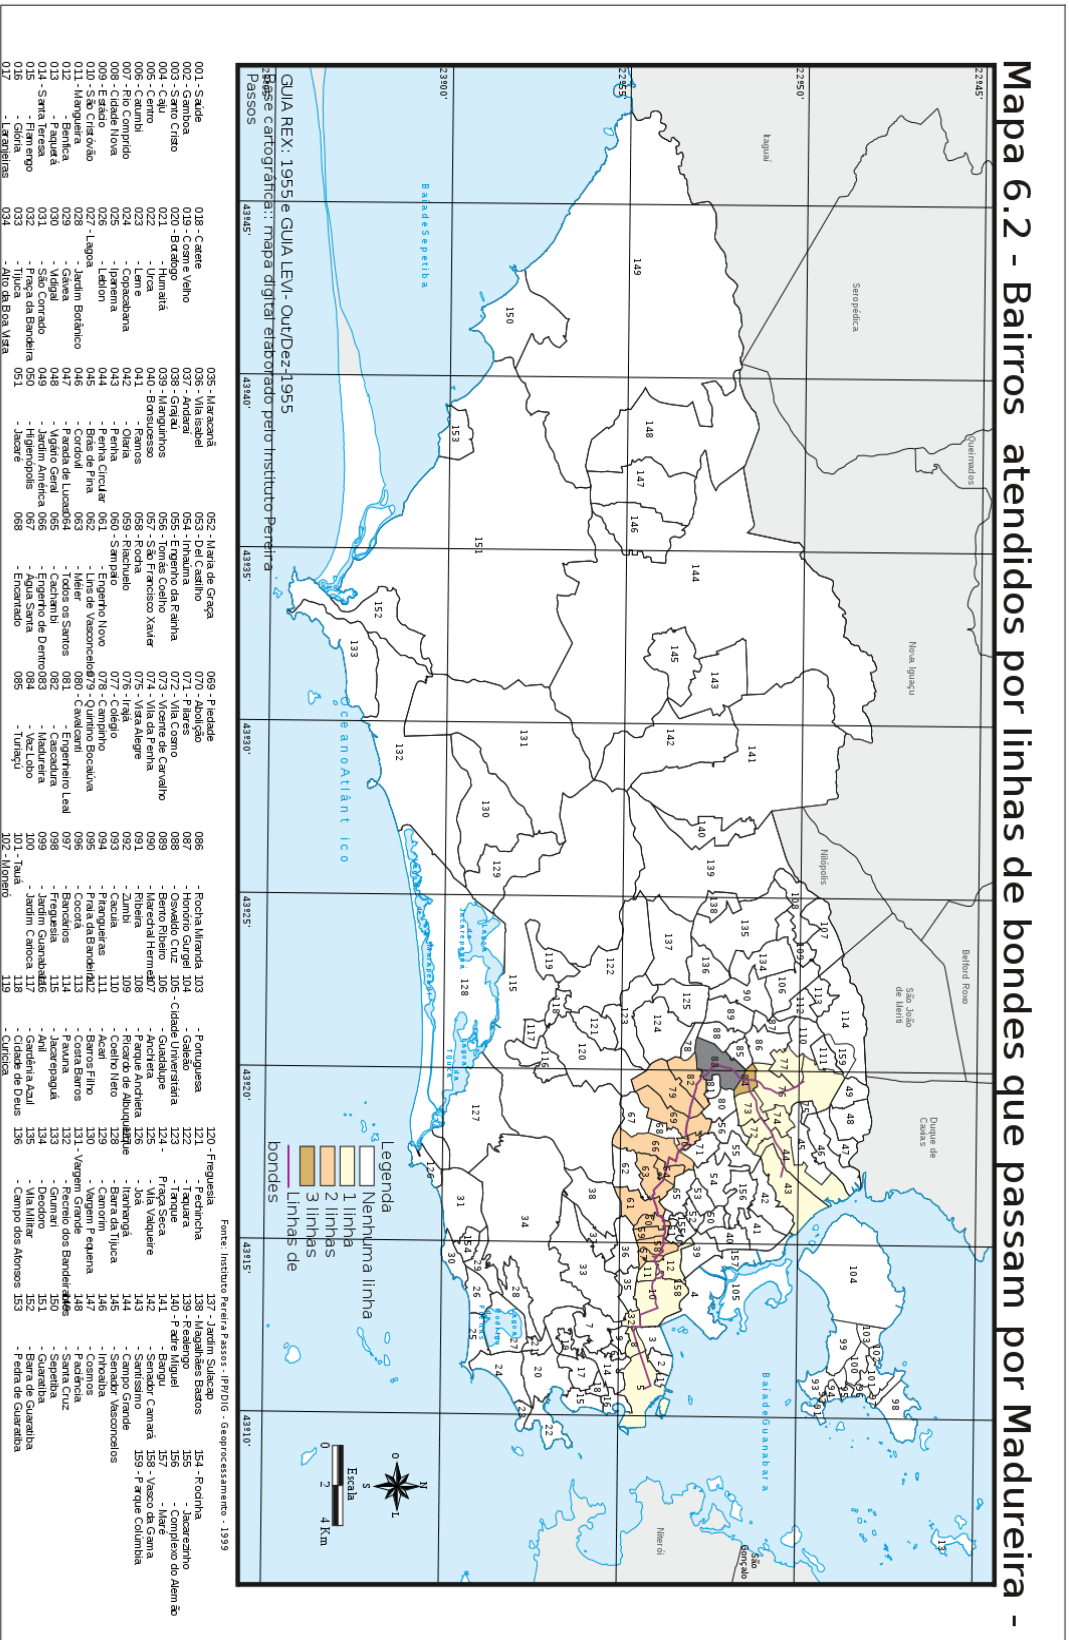 Mapa 6.2 - Bairros atendidos por linhas de bondes que passam por Madureira -
22º45'
22º50'
22º55'
23º00'
43º45'
43º40'
43º35'
43º30'
43º25'
43º20'
43º15'
43º10'
Itaguaí
Seropédica
Queimados
Nova Iguaçu
Nilópolis
Belford Roxo
São João
de Meriti
Duque de
Caxias
Niterói
São
Gonçalo
Baia de Sepetiba
Oceano Atlânt ico
Baia de Guanabara
GUIA REX: 1955 e GUIA LEVI- Out/Dez-1955
Base cartográfica:: mapa digital elaborado pelo Instituto Pereira
Passos
Legenda
Nenhuma linha
1 linha
2 linhas
3 linhas
Linhas de
bondes
N
O
L
S
Escala
0 2 4 Km
Fonte: Instituto Pereira Passos - IPP/DIG - Geoprocessamento - 1999
001 - Saúde
002 - Gamboa
003 - Santo Cristo
004 - Caju
005 - Centro
006 - Catumbi
007 - Rio Comprido
008 - Cidade Nova
009 - Estácio
010 - São Cristóvão
011 - Mangueira
012 - Benfica
013 - Paquetá
014 - Santa Teresa
015 - Flamengo
016 - Glória
017 - Laranjeiras
018 - Catete
019 - Cosme Velho
020 - Botafogo
021 - Humaitá
022 - Urca
023 - Leme
024 - Copacabana
025 - Ipanema
026 - Leblon
027 - Lagoa
028 - Jardim Botânico
029 - Gávea
030 - Vidigal
031 - São Conrado
032 - Praça da Bandeira
033 - Tijuca
034 - Alto da Boa Vista
035 - Maracanã
036 - Vila Isabel
037 - Andaraí
038 - Grajaú
039 - Manguinhos
040 - Bonsucesso
041 - Ramos
042 - Olaria
043 - Penha
044 - Penha Circular
045 - Brás de Pina
046 - Cordovil
047 - Parada de Lucas
048 - Vigário Geral
049 - Jardim América
050 - Higienópolis
051 - Jacaré
052 - Maria de Graça
053 - Del Castilho
054 - Inhaúma
055 - Engenho da Rainha
056 - Tomás Coelho
057 - São Francisco Xavier
058 - Rocha
059 - Riachuelo
060 - Sampaio
061 - Engenho Novo
062 - Lins de Vasconcelos
063 - Méier
064 - Todos os Santos
065 - Cachambi
066 - Engenho de Dentro
067 - Água Santa
068 - Encantado
069 - Piedade
070 - Abolição
071 - Pilares
072 - Vila Cosmo
073 - Vicente de Carvalho
074 - Vila da Penha
075 - Vista Alegre
076 - Irajá
077 - Colégio
078 - Campinho
079 - Quintino Bocaiúva
080 - Cavalcanti
081 - Engenheiro Leal
082 - Cascadura
083 - Madureira
084 - Vaz Lobo
085 - Turiaçú
086 - Rocha Miranda
087 - Honório Gurgel
088 - Oswaldo Cruz
089 - Bento Ribeiro
090 - Marechal Hermes
091 - Ribeira
092 - Zumbi
093 - Cacuia
094 - Pitangueiras
095 - Praia da Bandeira
096 - Cocotá
097 - Bancários
098 - Freguesia
099 - Jardim Guanabara
100 - Jardim Carioca
101 - Tauá
102 - Moneró
103 - Portuguesa
104 - Galeão
105 - Cidade Universitária
106 - Guadalupe
107 - Anchieta
108 - Parque Anchieta
109 - Ricardo de Albuquerque
110 - Coelho Neto
111 - Acari
112 - Barros Filho
113 - Costa Barros
114 - Pavuna
115 - Jacarepaguá
116 - Anil
117 - Gardênia Azul
118 - Cidade de Deus
119 - Curicica
120 - Freguesia
121 - Pechincha
122 - Taquara
123 - Tanque
124 - Praça Seca
125 - Vila Valqueire
126 - Joá
127 - Itanhangá
128 - Barra da Tijuca
129 - Camorim
130 - Vargem Pequena
131 - Vargem Grande
132 - Recreio dos Bandeirantes
133 - Grumari
134 - Deodoro
135 - Vila Militar
136 - Campo dos Afonsos
137 - Jardim Sulacap
138 - Magalhães Bastos
139 - Realengo
140 - Padre Miguel
141 - Bangu
142 - Senador Camará
143 - Santíssimo
144 - Campo Grande
145 - Senador Vasconcelos
146 - Inhoaíba
147 - Cosmos
148 - Paciência
149 - Santa Cruz
150 - Sepetiba
151 - Guaratiba
152 - Barra de Guaratiba
153 - Pedra de Guaratiba
154 - Rocinha
155 - Jacarezinho
156 - Complexo do Alemão
157 - Maré
158 - Vasco da Gama
159 - Parque Colúmbia